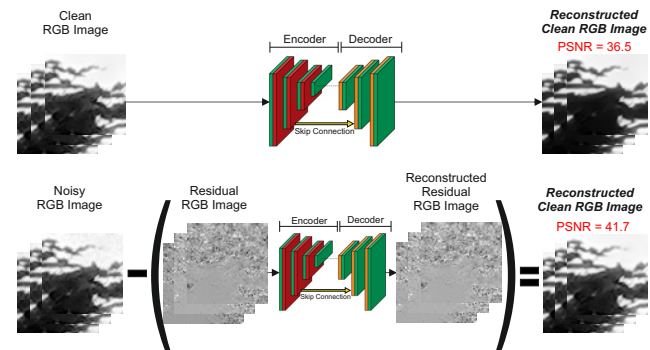 Clean
RGB Image
Encoder
Decoder
Skip Connection
Reconstructed
Clean RGB Image
PSNR = 36.5
Noisy
RGB Image
Residual
RGB Image
Encoder
Decoder
Skip Connection
Reconstructed
Residual
RGB Image
Reconstructed
Clean RGB Image
PSNR = 41.7